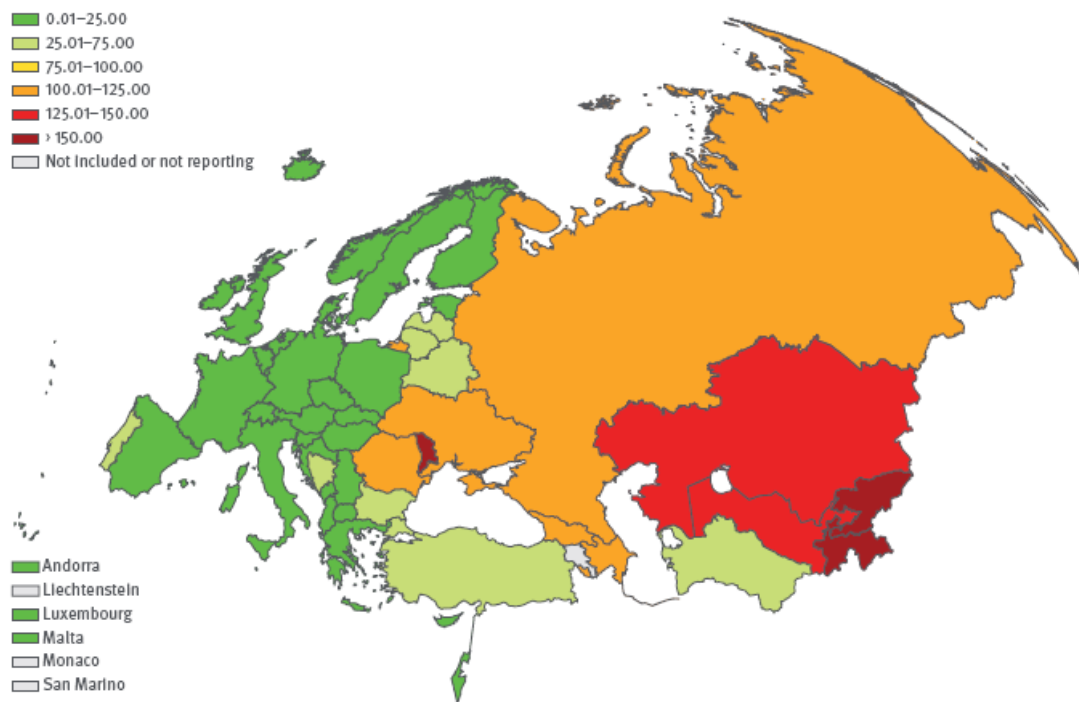 0.01–25.00
25.01–75.00
75.01–100.00
100.01–125.00
125.01–150.00
› 150.00
Not included or not reporting
Andorra
Liechtenstein
Luxembourg
Malta
Monaco
San Marino